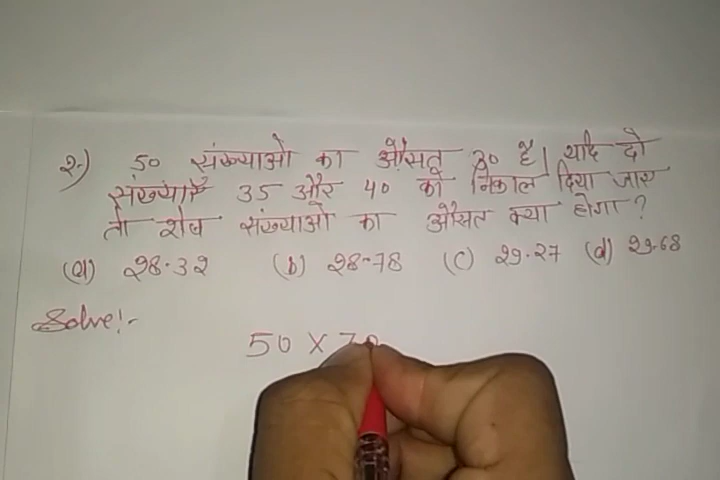 2-) 50 संख्याओ का औसत 30 है। यदि दो
संख्याएँ 35 और 40 को निकाल दिया जाए
तो शेष संख्याओ का औसत क्या होगा?
(a) 28.32 (b) 28.78 (c) 29.27 (d) 29.68
Solve:-
50 × 30